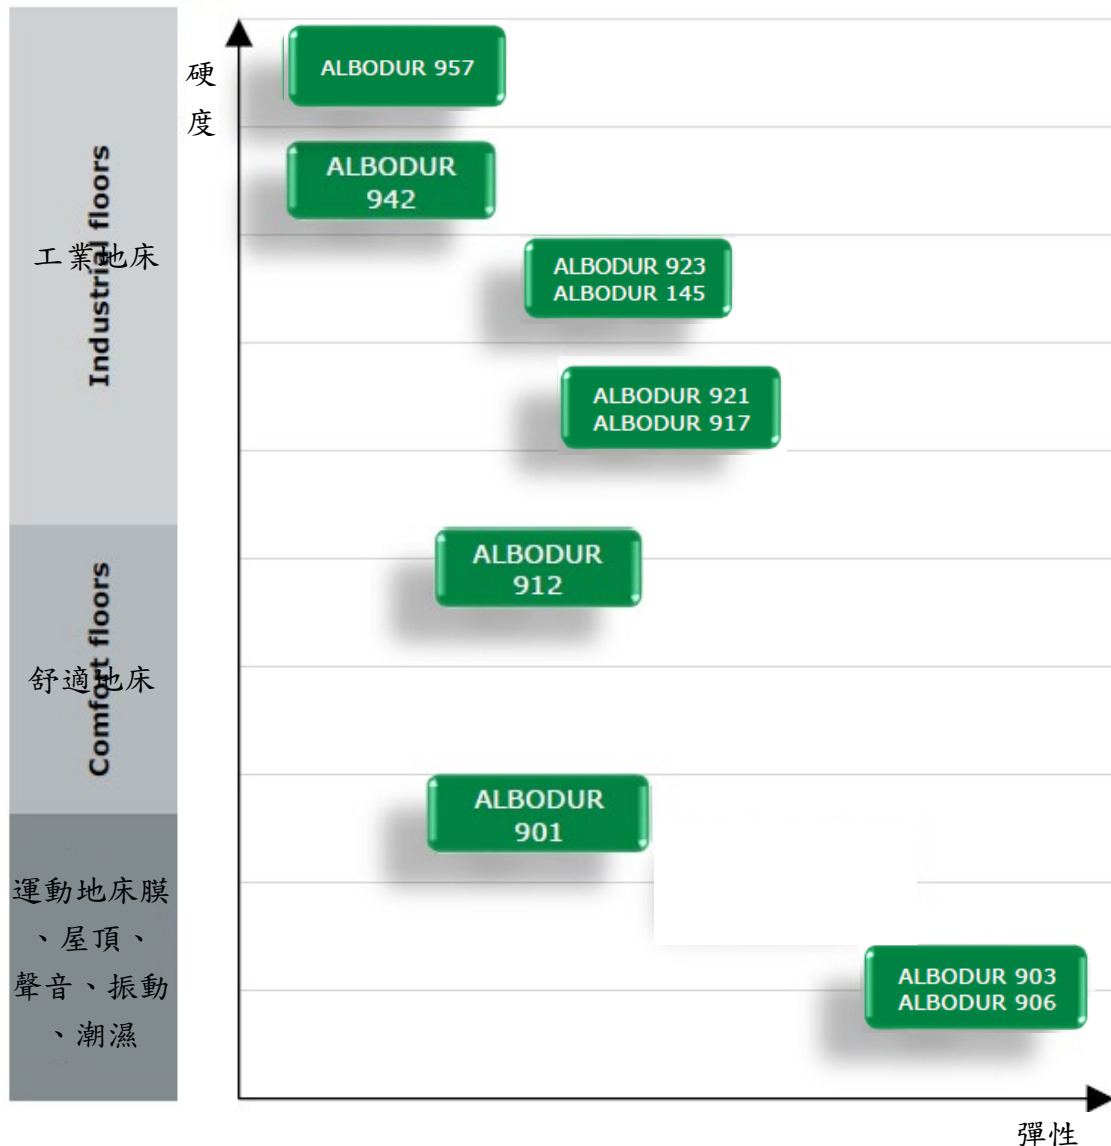 硬
度
ALBODUR 957
ALBODUR
942
Industrial floors
工業地床
ALBODUR 923
ALBODUR 145
ALBODUR 921
ALBODUR 917
ALBODUR
912
Comfort floors
舒適地床
ALBODUR
901
運動地床膜
、屋頂、
聲音、振動
、潮濕
ALBODUR 903
ALBODUR 906
彈性